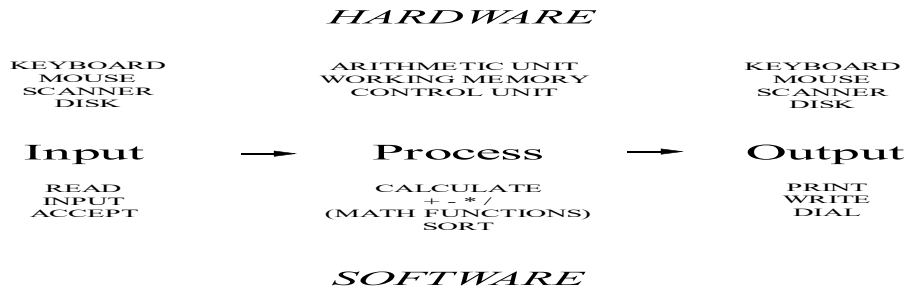 HARDWARE
KEYBOARD
MOUSE
SCANNER
DISK
ARITHMETIC UNIT
WORKING MEMORY
CONTROL UNIT
KEYBOARD
MOUSE
SCANNER
DISK
Input
Process
Output
READ
INPUT
ACCEPT
CALCULATE
+ - * /
(MATH FUNCTIONS)
SORT
PRINT
WRITE
DIAL
SOFTWARE